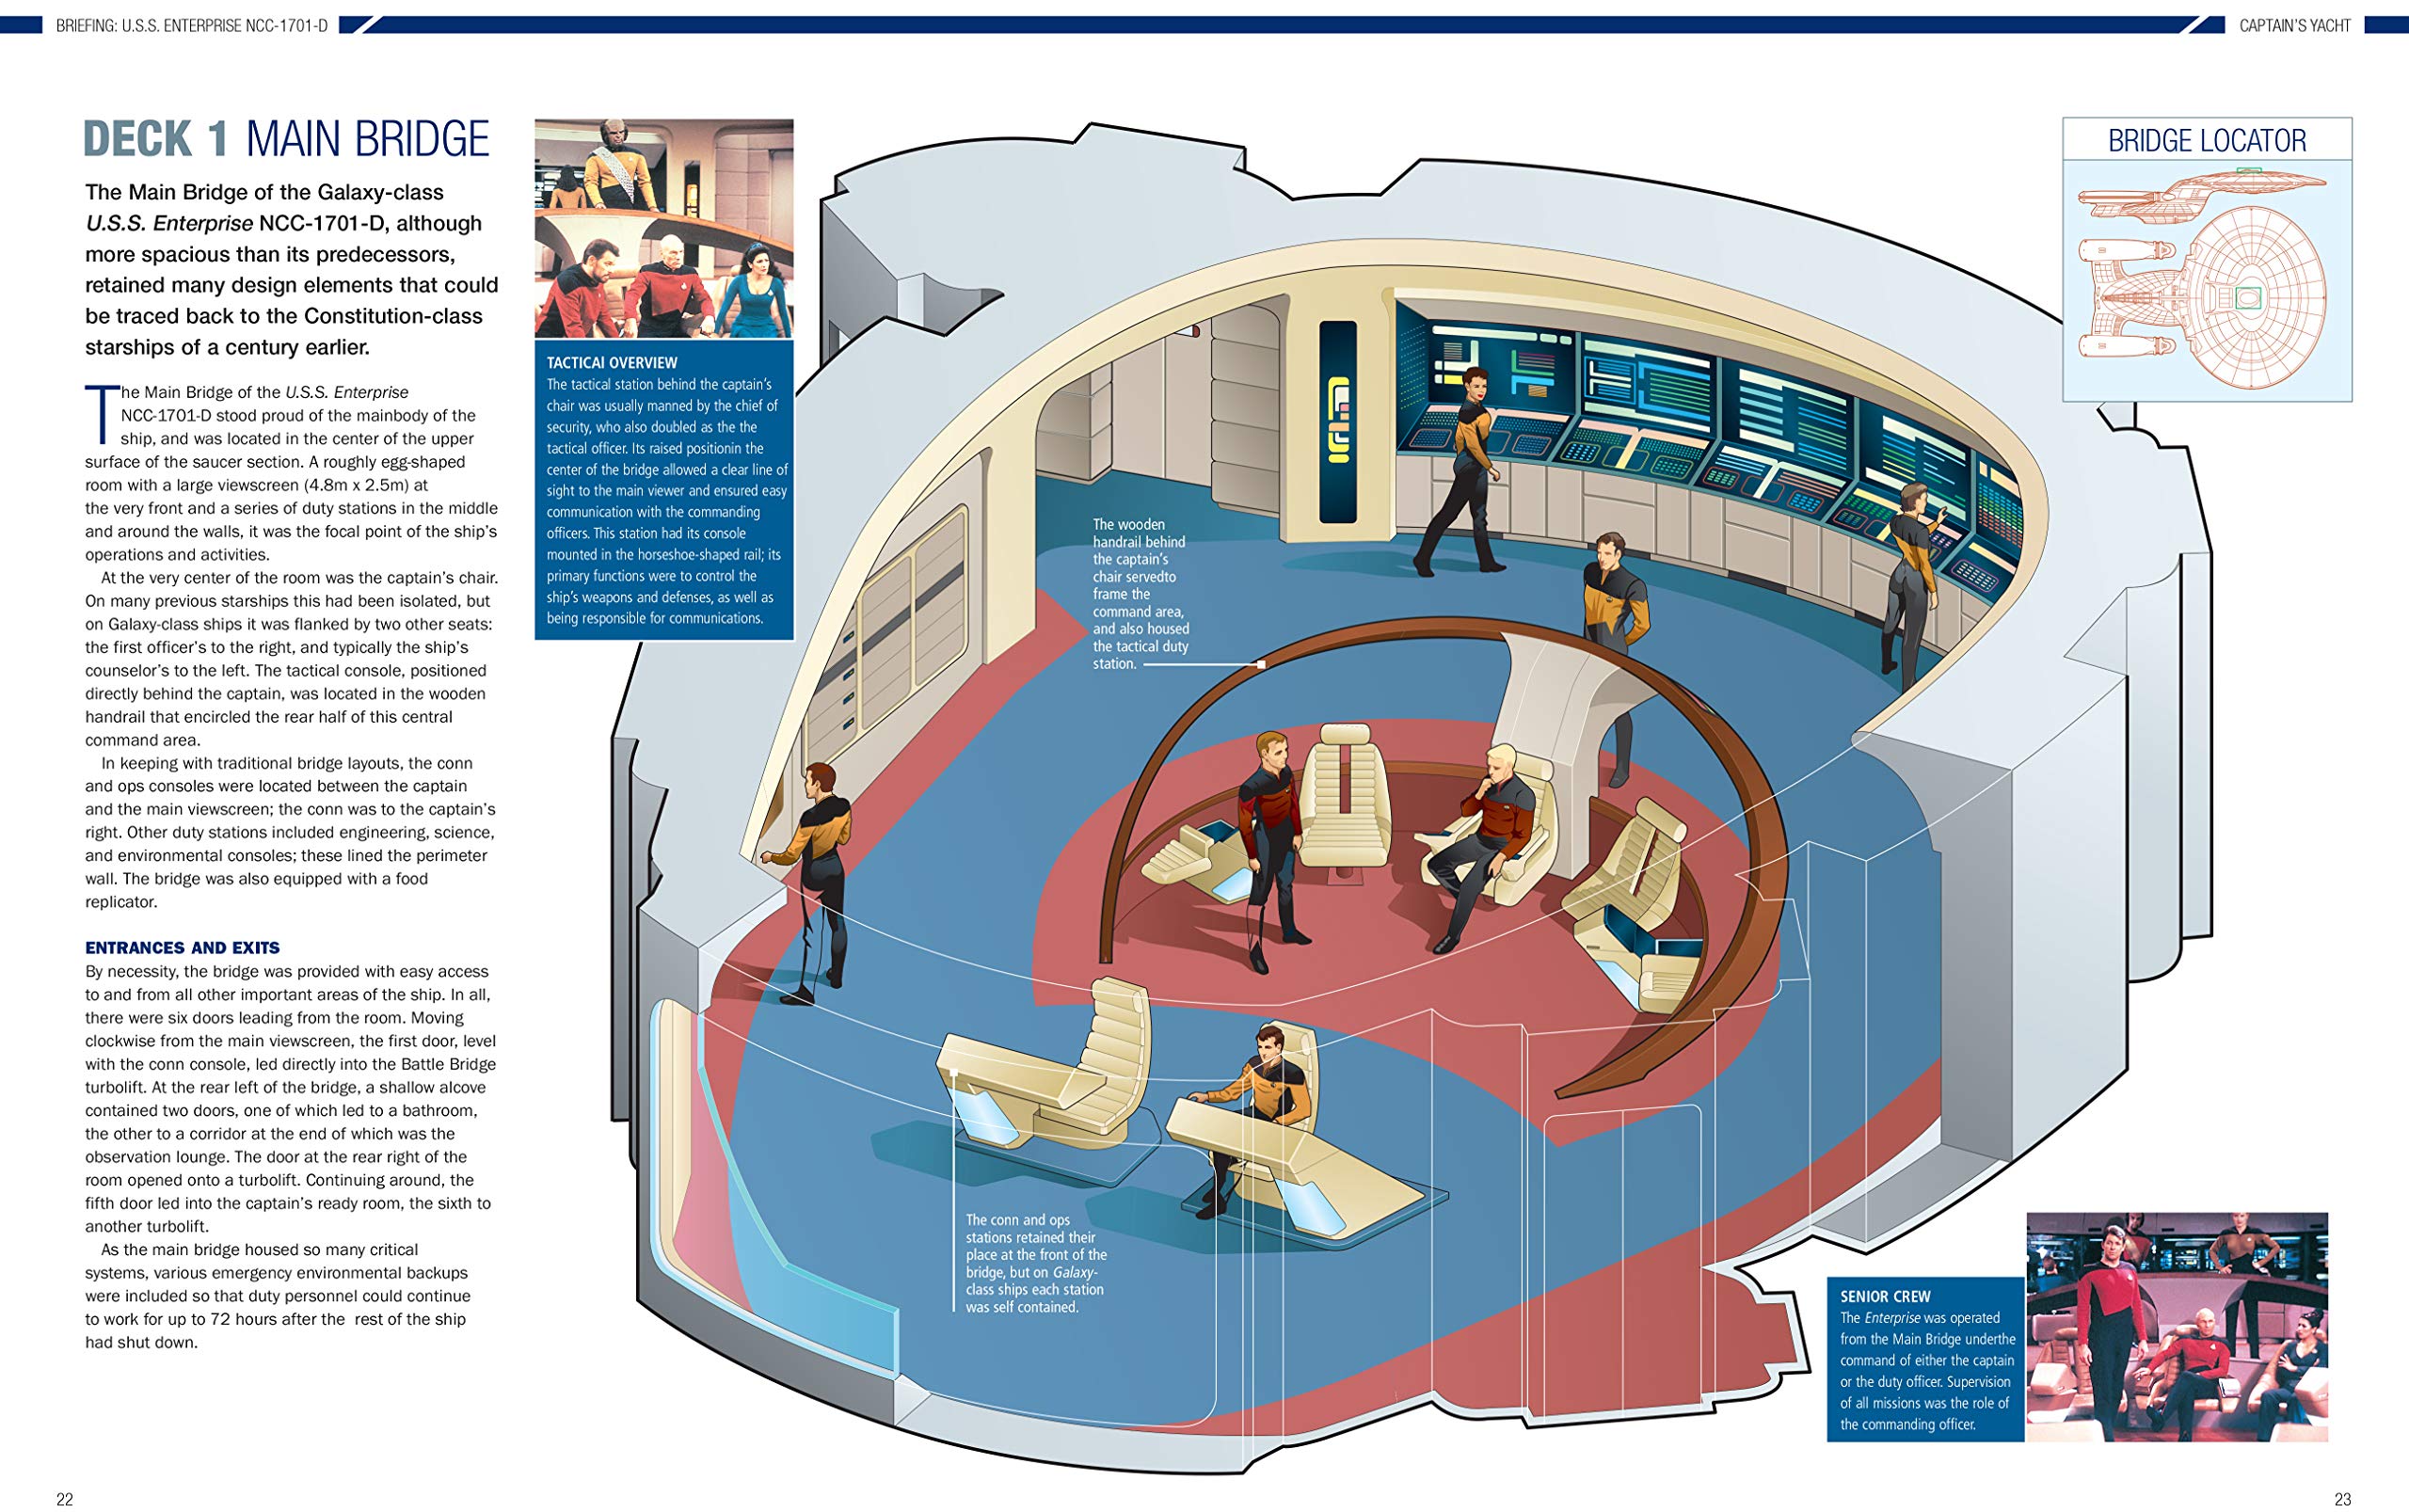 BRIEFING: U.S.S. ENTERPRISE NCC-1701-D
CAPTAIN'S YACHT
DECK 1 MAIN BRIDGE
The Main Bridge of the Galaxy-class
U.S.S. Enterprise NCC-1701-D, although
more spacious than its predecessors,
retained many design elements that could
be traced back to the Constitution-class
starships of a century earlier.
The Main Bridge of the U.S.S. Enterprise
NCC-1701-D stood proud of the mainbody of the
ship, and was located in the center of the upper
surface of the saucer section. A roughly egg-shaped
room with a large viewscreen (4.8m x 2.5m) at
the very front and a series of duty stations in the middle
and around the walls, it was the focal point of the ship's
operations and activities.
At the very center of the room was the captain's chair.
On many previous starships this had been isolated, but
on Galaxy-class ships it was flanked by two other seats:
the first officer's to the right, and typically the ship's
counselor's to the left. The tactical console, positioned
directly behind the captain, was located in the wooden
handrail that encircled the rear half of this central
command area.
In keeping with traditional bridge layouts, the conn
and ops consoles were located between the captain
and the main viewscreen; the conn was to the captain's
right. Other duty stations included engineering, science,
and environmental consoles; these lined the perimeter
wall. The bridge was also equipped with a food
replicator.
ENTRANCES AND EXITS
By necessity, the bridge was provided with easy access
to and from all other important areas of the ship. In all,
there were six doors leading from the room. Moving
clockwise from the main viewscreen, the first door, level
with the conn console, led directly into the Battle Bridge
turbolift. At the rear left of the bridge, a shallow alcove
contained two doors, one of which led to a bathroom,
the other to a corridor at the end of which was the
observation lounge. The door at the rear right of the
room opened onto a turbolift. Continuing around, the
fifth door led into the captain's ready room, the sixth to
another turbolift.
As the main bridge housed so many critical
systems, various emergency environmental backups
were included so that duty personnel could continue
to work for up to 72 hours after the rest of the ship
had shut down.
TACTICAl OVERVIEW
The tactical station behind the captain's
chair was usually manned by the chief of
security, who also doubled as the the
tactical officer. Its raised positionin the
center of the bridge allowed a clear line of
sight to the main viewer and ensured easy
communication with the commanding
officers. This station had its console
mounted in the horseshoe-shaped rail; its
primary functions were to control the
ship's weapons and defenses, as well as
being responsible for communications.
The wooden
handrail behind
the captain's
chair servedto
frame the
command area,
and also housed
the tactical duty
station.
The conn and ops
stations retained their
place at the front of the
bridge, but on Galaxy-
class ships each station
was self contained.
BRIDGE LOCATOR
SENIOR CREW
The Enterprise was operated
from the Main Bridge underthe
command of either the captain
or the duty officer. Supervision
of all missions was the role of
the commanding officer.
22
23